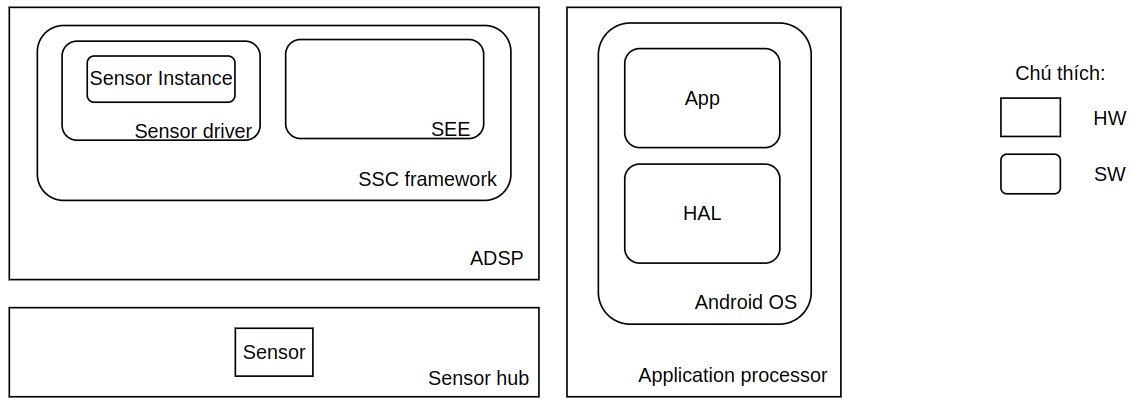 Sensor Instance
Sensor driver
SEE
SSC framework
ADSP
Sensor
Sensor hub
App
HAL
Android OS
Application processor
Chú thích:
HW
SW